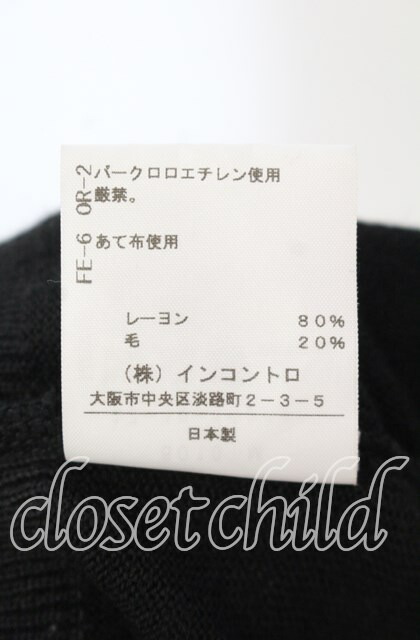 OR-2
パークロロエチレン使用
厳禁。
FE-6
あて布使用
レーヨン 80%
毛 20%
(株)インコントロ
大阪市中央区淡路町2-3-5
日本製
closetchild